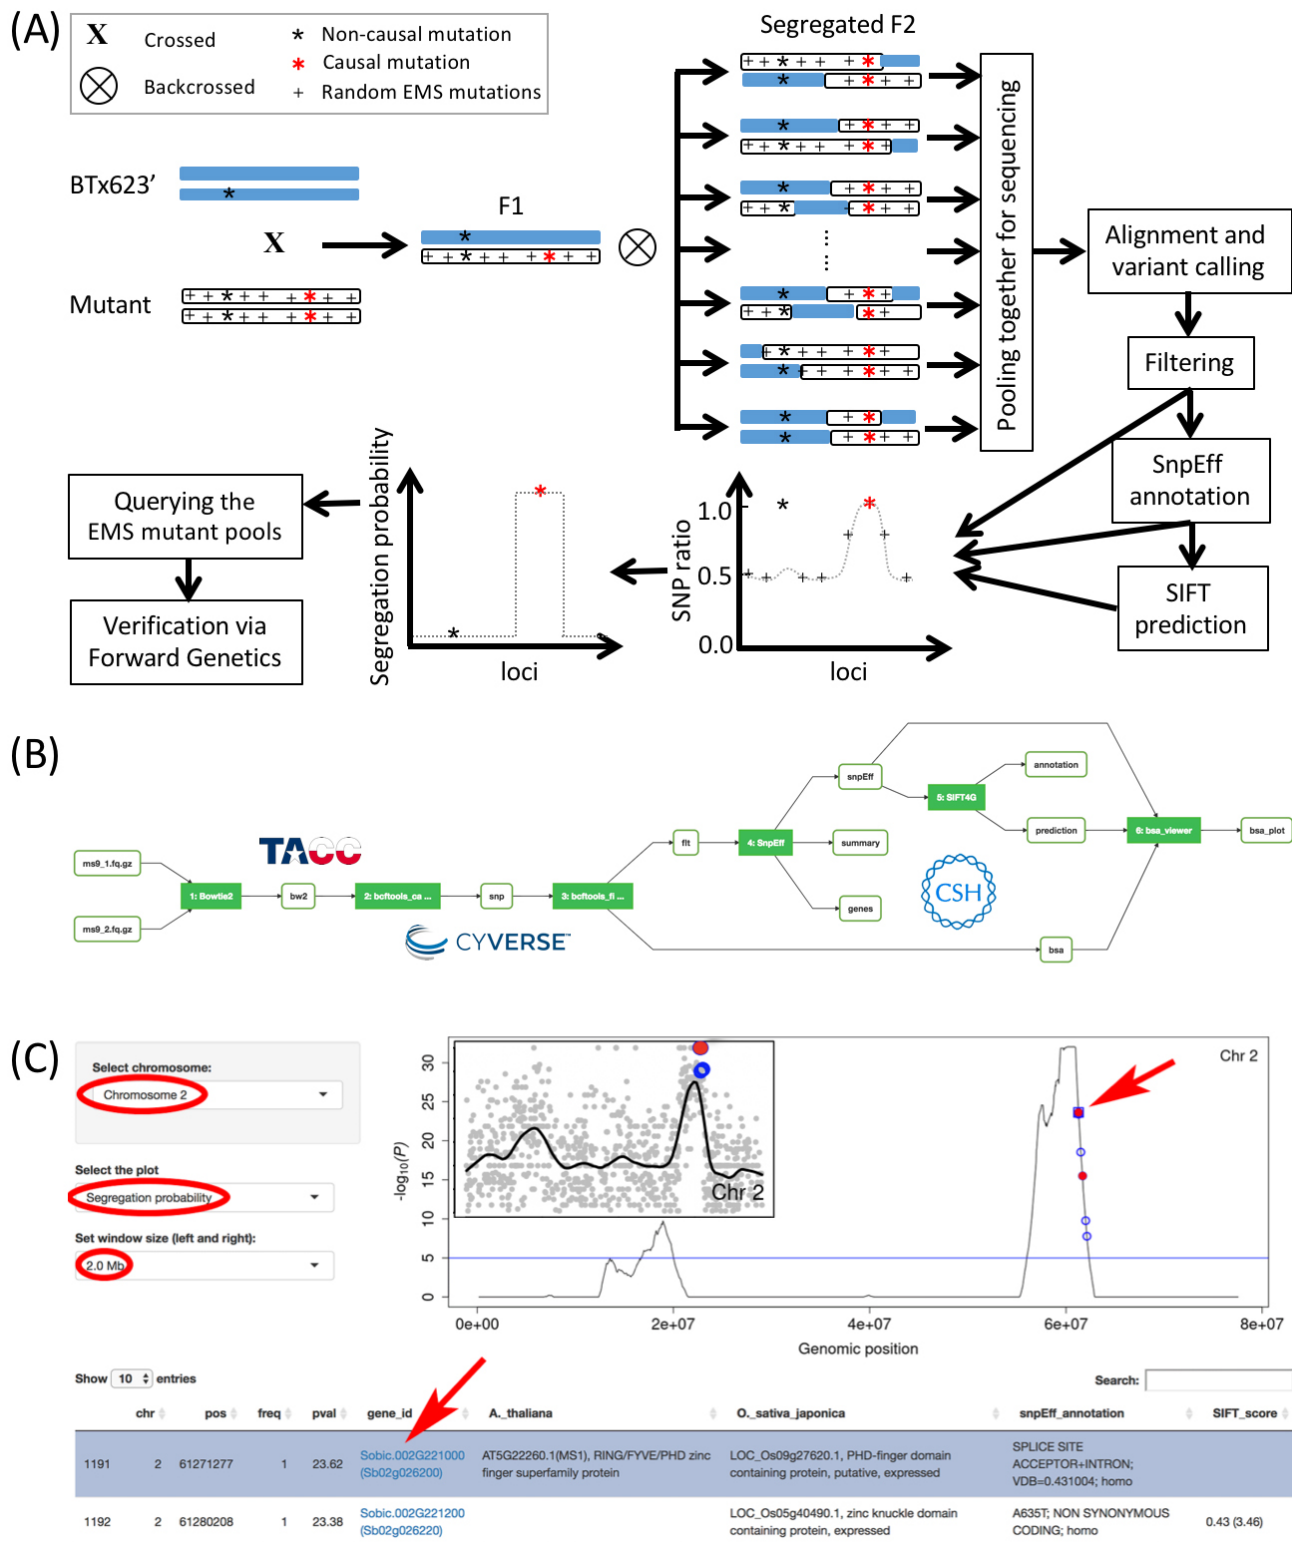 (A)
X Crossed
Backcrossed
* Non-causal mutation
* Causal mutation
+ Random EMS mutations
Segregated F2
BTx623’
X
Mutant
F1
Pooling together for sequencing
Alignment and
variant calling
Filtering
SnpEff
annotation
SIFT
prediction
SNP ratio
1.0
0.5
0.0
loci
Segregation probability
loci
Querying the
EMS mutant pools
Verification via
Forward Genetics
(B)
ms9_1.fq.gz
ms9_2.fq.gz
TACC
1: Bowtie2
bw2
2: bcftools_ca ...
snp
3: bcftools_fi ...
CYVERSE™
flt
4: SnpEff
snpEff
summary
genes
5: SIFT4G
annotation
prediction
CSH
bsa
6: bsa_viewer
bsa_plot
(C)
Select chromosome:
Chromosome 2
Select the plot
Segregation probability
Set window size (left and right):
2.0 Mb
-log10(P)
30
25
20
15
10
5
0
Chr 2
Chr 2
0e+00 2e+07 4e+07 6e+07 8e+07
Genomic position
Show 10 entries
Search:
chr pos freq pval gene_id A._thaliana O._sativa_japonica snpEff_annotation SIFT_score
1191 2 61271277 1 23.62 Sobic.002G221000 (Sb02g026200) AT5G22260.1(MS1), RING/FYVE/PHD zinc finger superfamily protein LOC_Os09g27620.1, PHD-finger domain containing protein, putative, expressed SPLICE SITE ACCEPTOR+INTRON; VDB=0.431004; homo
1192 2 61280208 1 23.38 Sobic.002G221200 (Sb02g026220) LOC_Os05g40490.1, zinc knuckle domain containing protein, expressed A635T; NON SYNONYMOUS CODING; homo 0.43 (3.46)